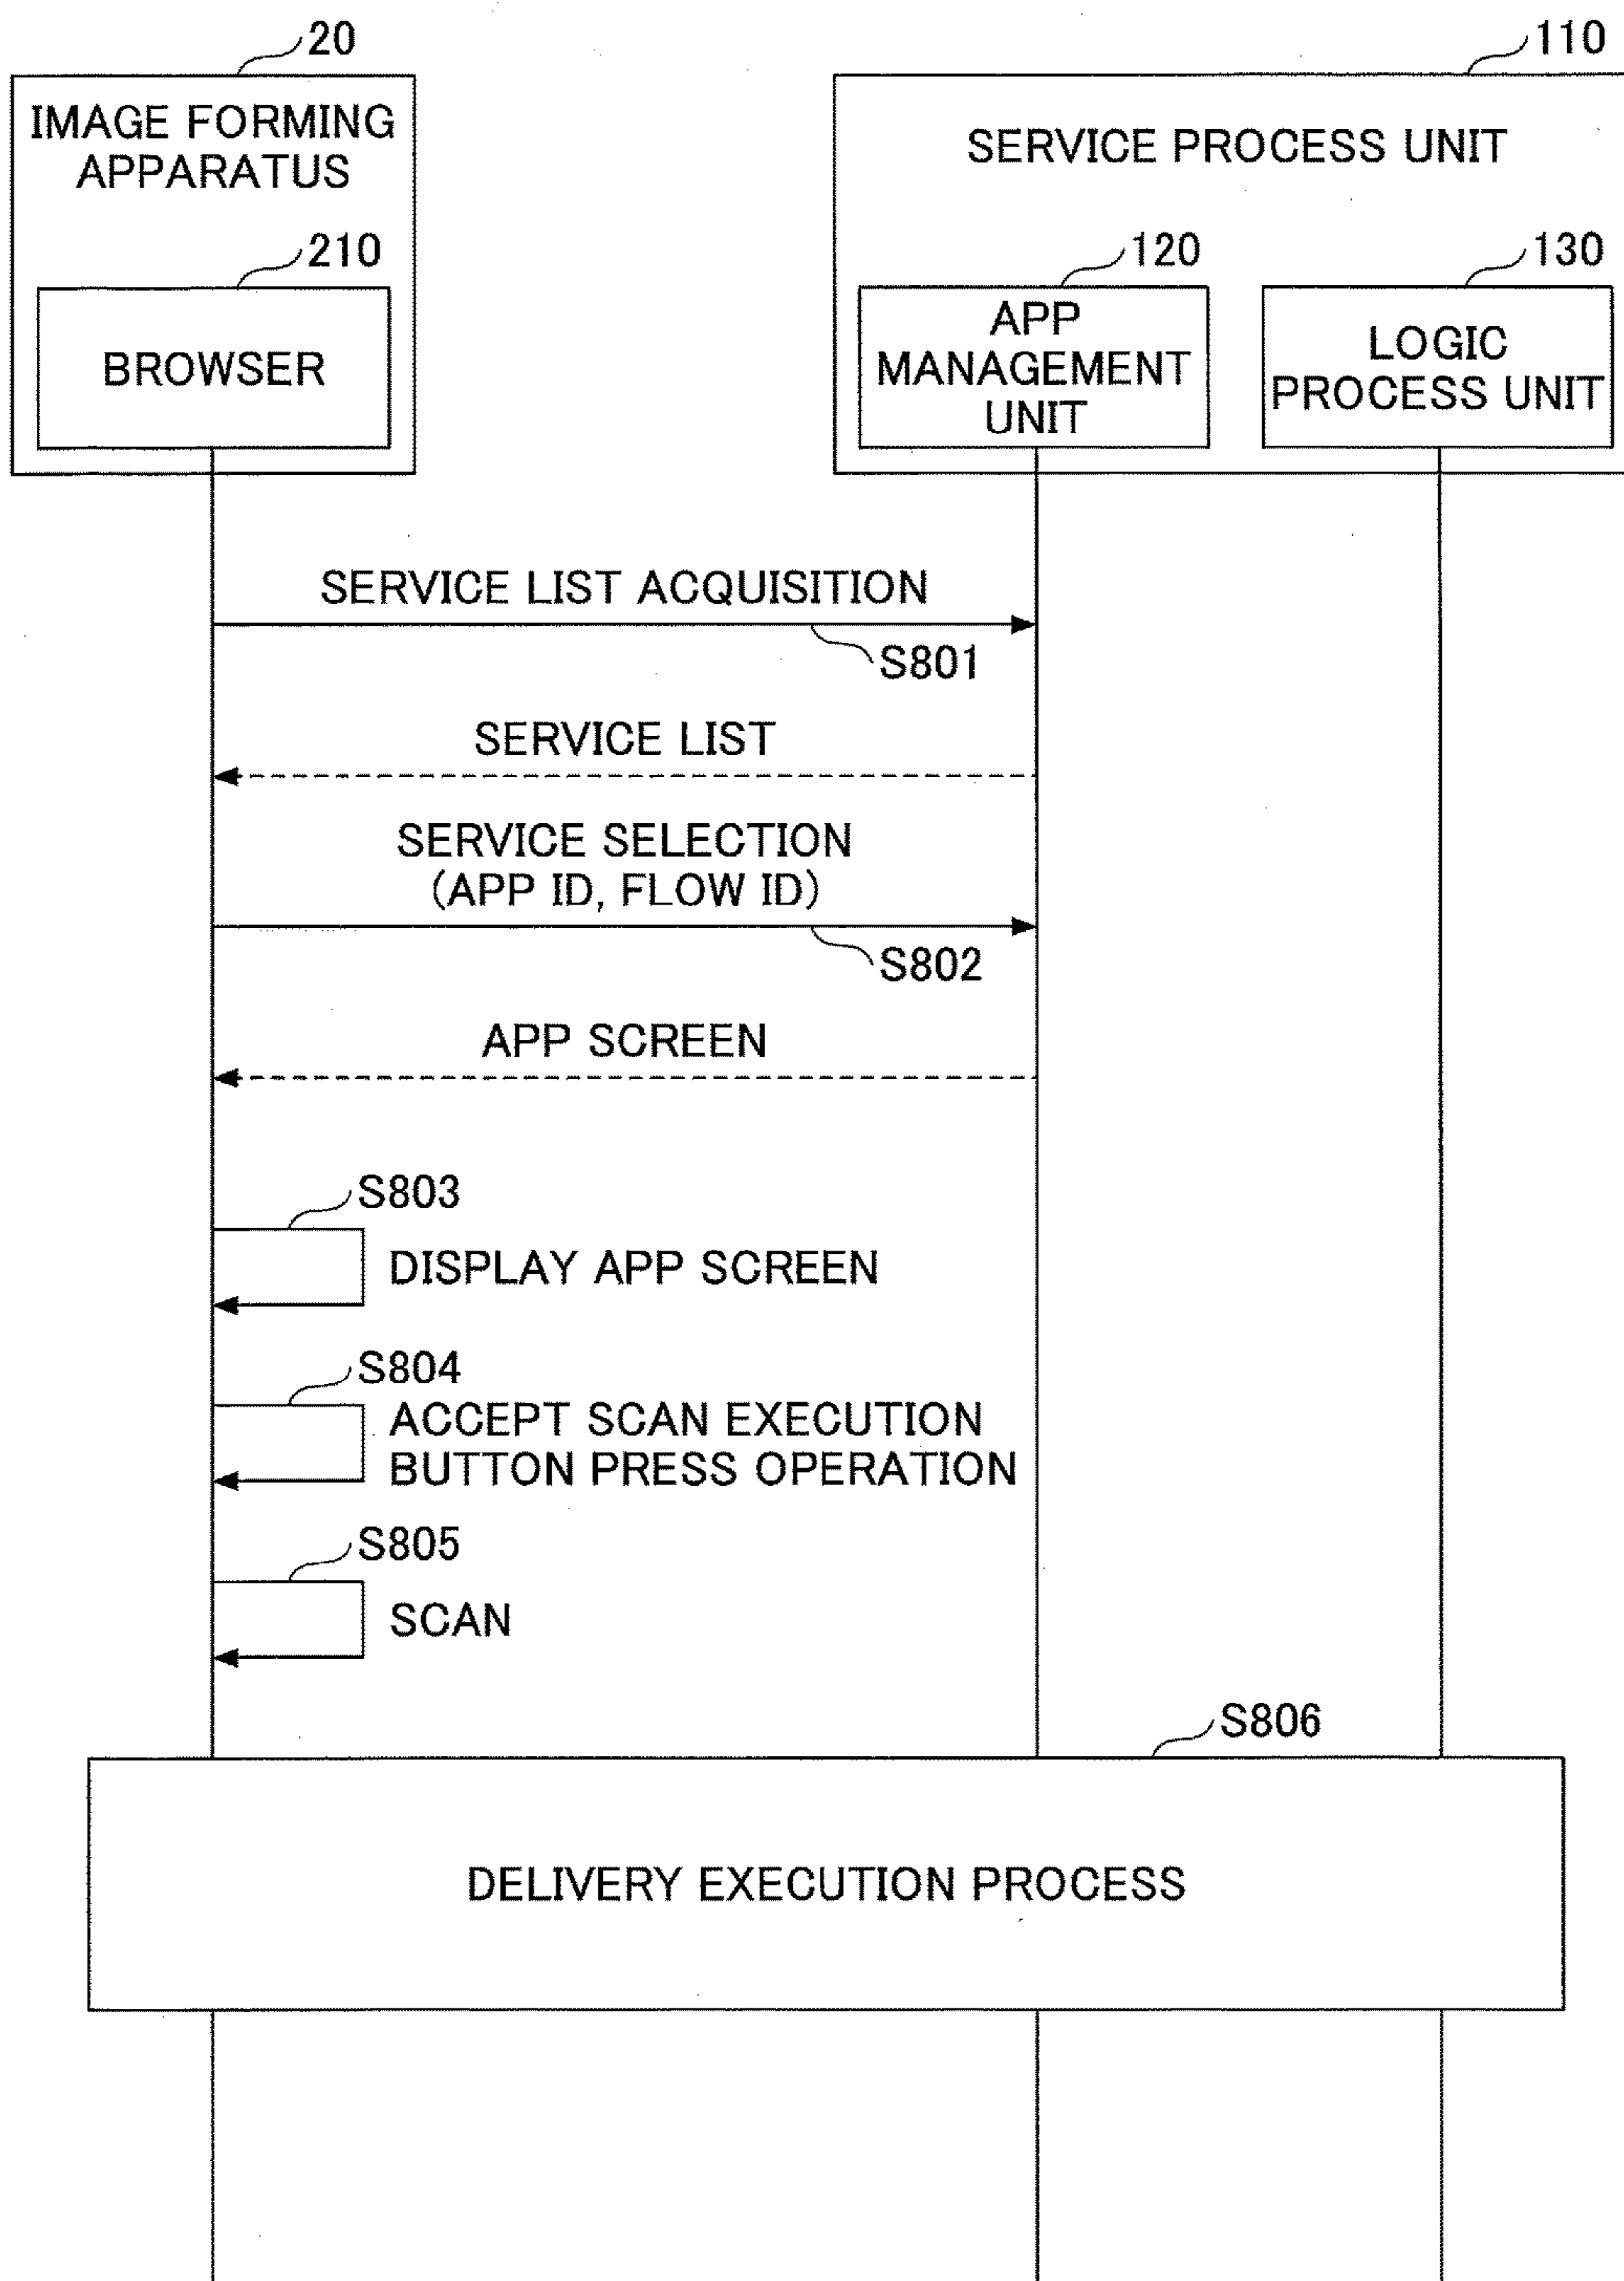 20
110
IMAGE FORMING
APPARATUS
SERVICE PROCESS UNIT
210
120
130
BROWSER
APP
MANAGEMENT
UNIT
LOGIC
PROCESS UNIT
SERVICE LIST ACQUISITION
S801
SERVICE LIST
SERVICE SELECTION
(APP ID, FLOW ID)
S802
APP SCREEN
S803
DISPLAY APP SCREEN
S804
ACCEPT SCAN EXECUTION
BUTTON PRESS OPERATION
S805
SCAN
S806
DELIVERY EXECUTION PROCESS